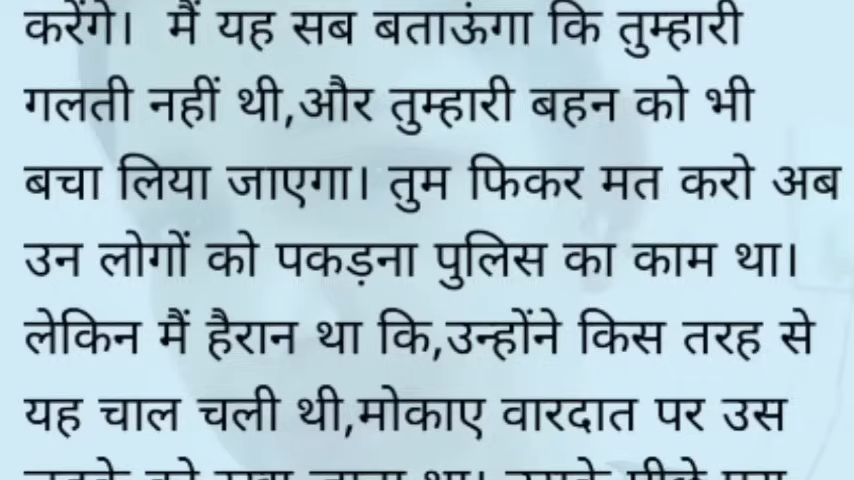 करेंगे। मैं यह सब बताऊंगा कि तुम्हारी
गलती नहीं थी,और तुम्हारी बहन को भी
बचा लिया जाएगा। तुम फिकर मत करो अब
उन लोगों को पकड़ना पुलिस का काम था।
लेकिन मैं हैरान था कि,उन्होंने किस तरह से
यह चाल चली थी,मोकाए वारदात पर उस